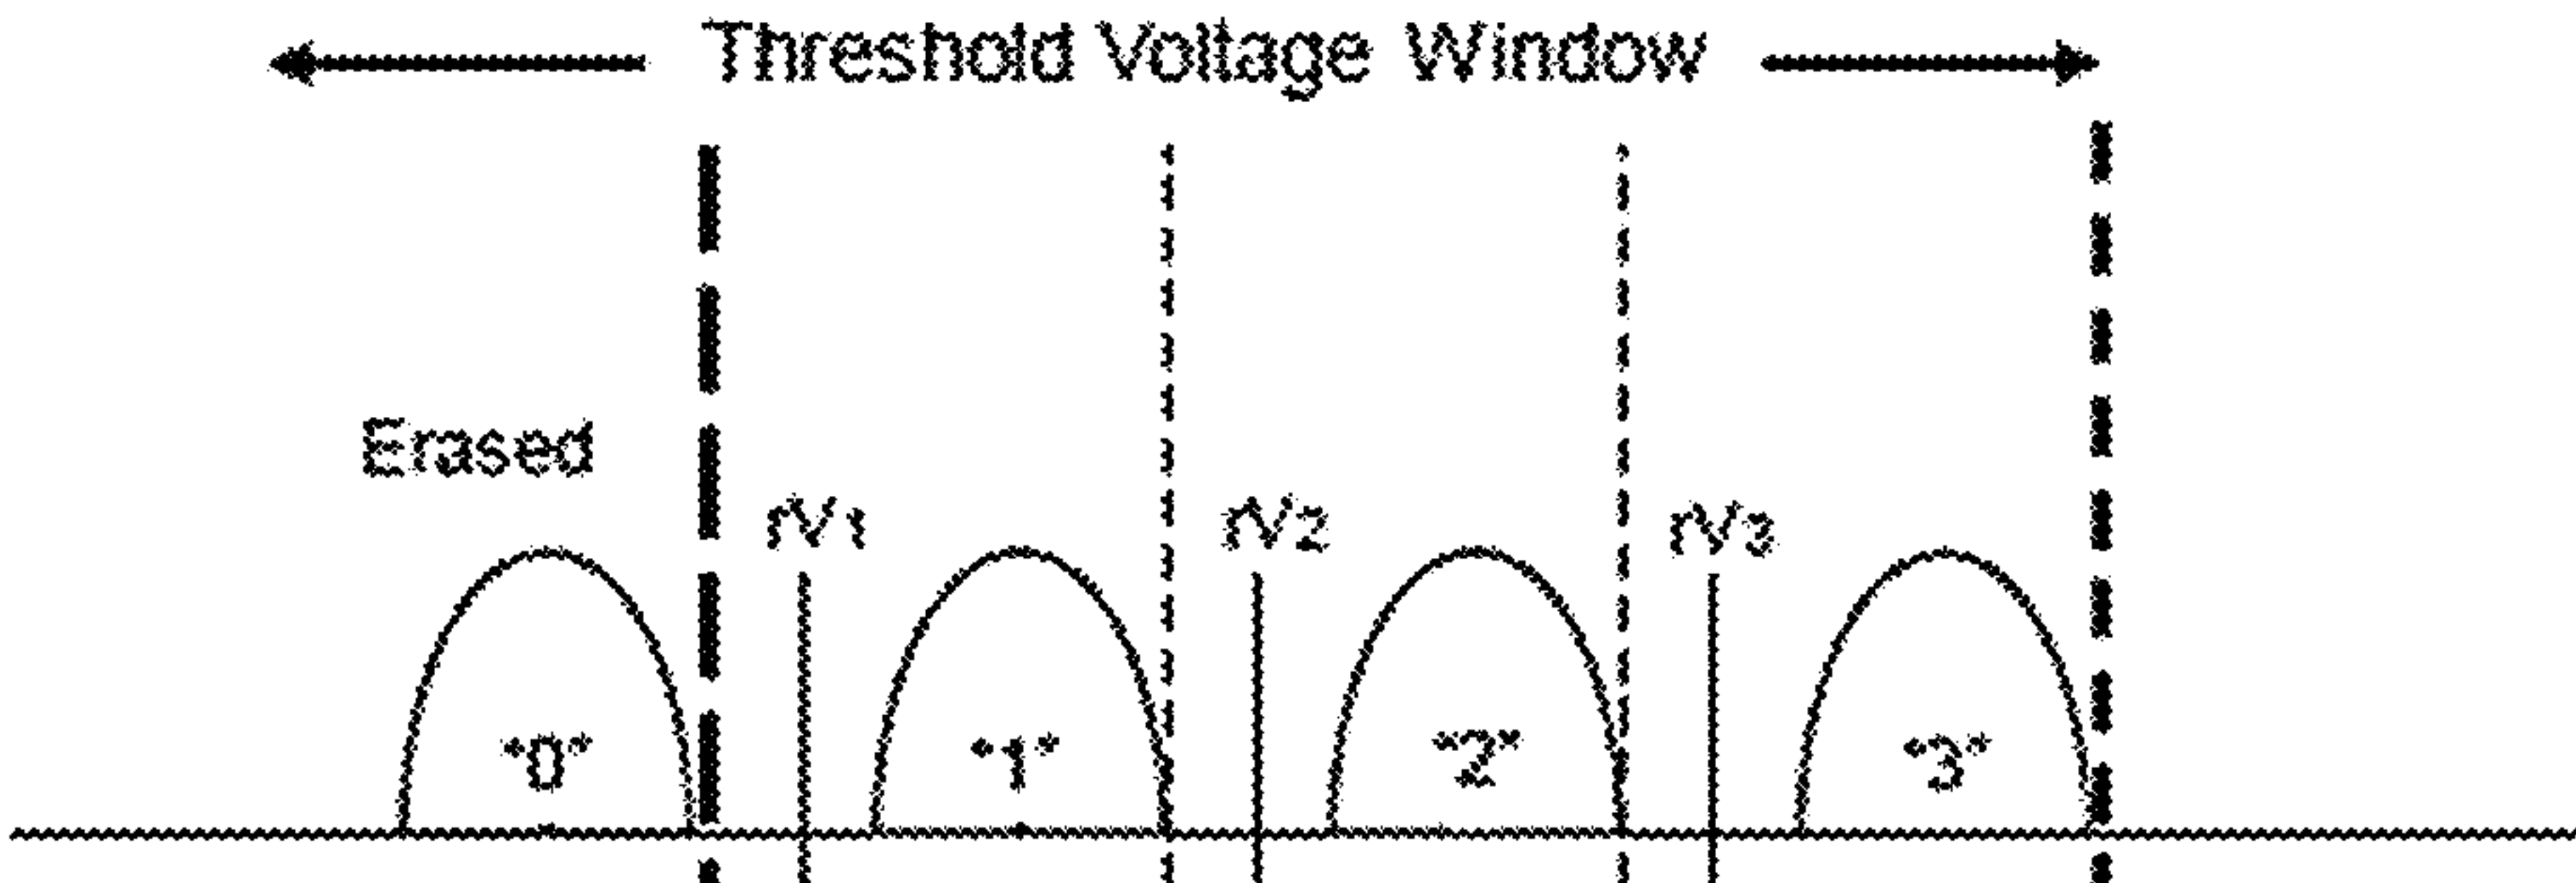 Threshold Voltage Window
Erased
rV1 rV2 rV3
"0" "1" "2" "3"